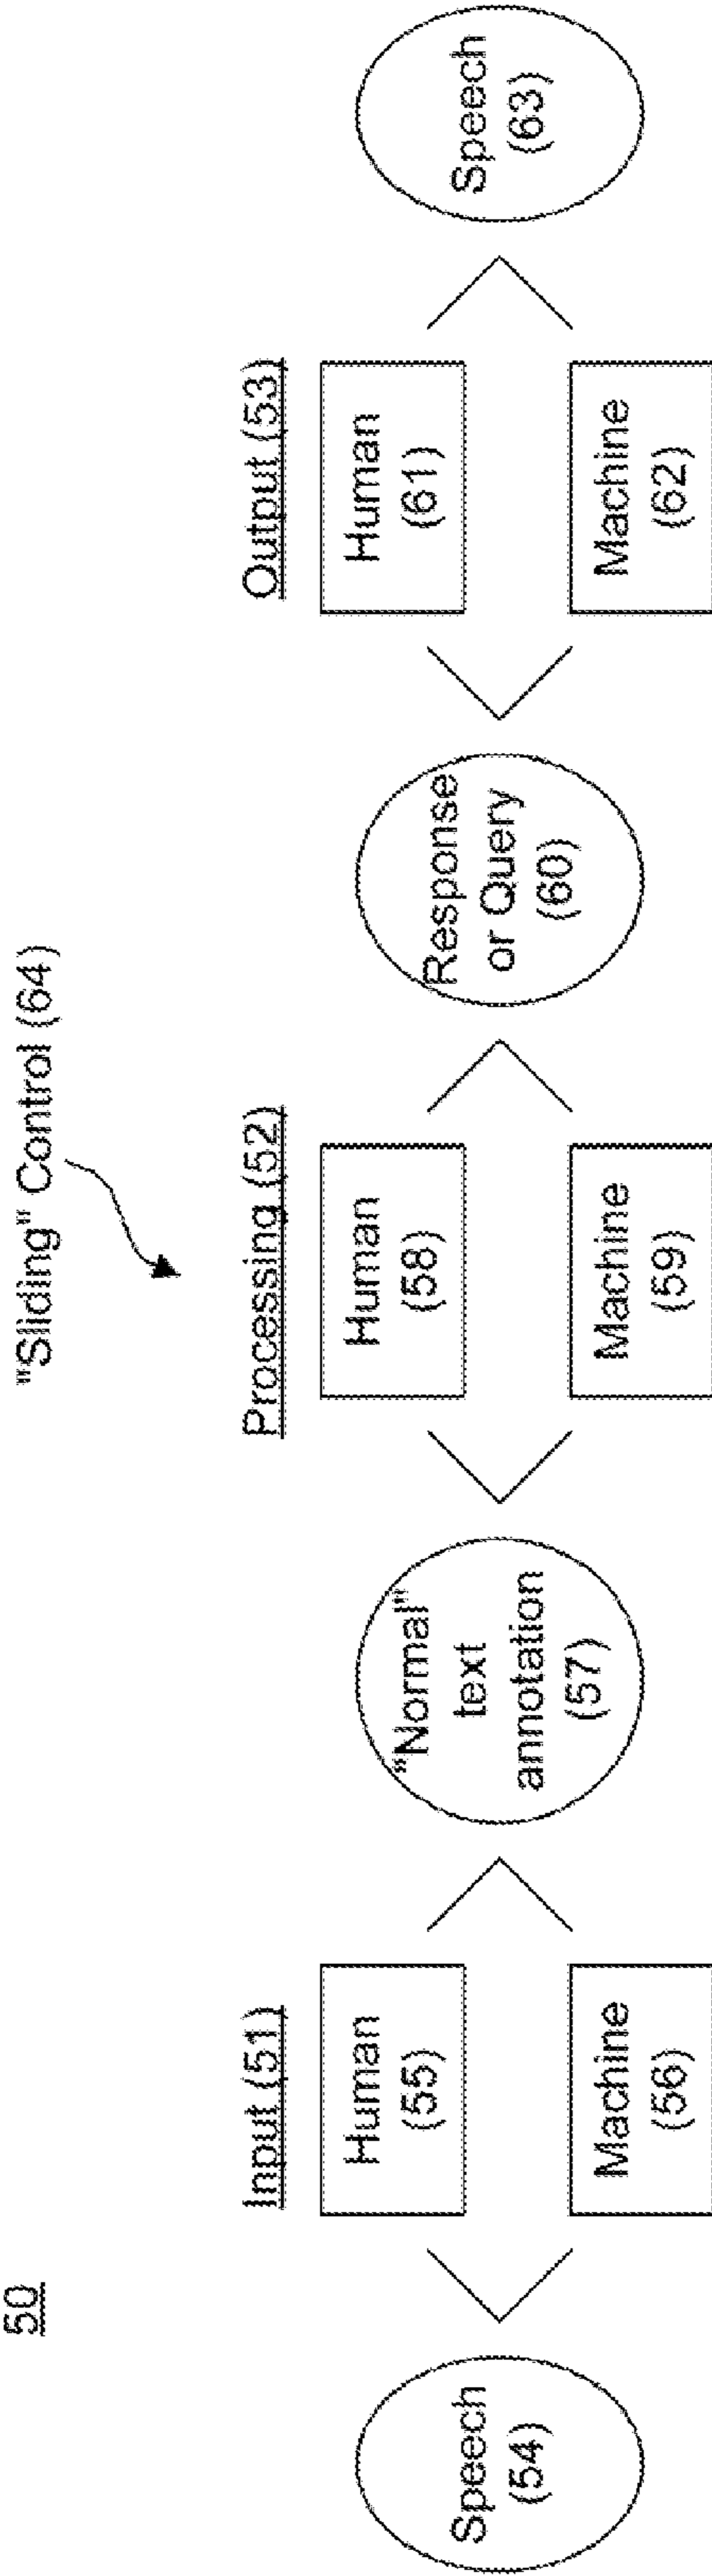 50
"Sliding" Control (64)
Input (51)
Processing (52)
Output (53)
Speech
(54)
Human
(55)
Machine
(56)
“Normal"
text
annotation
(57)
Human
(58)
Machine
(59)
Response
or Query
(60)
Human
(61)
Machine
(62)
Speech
(63)